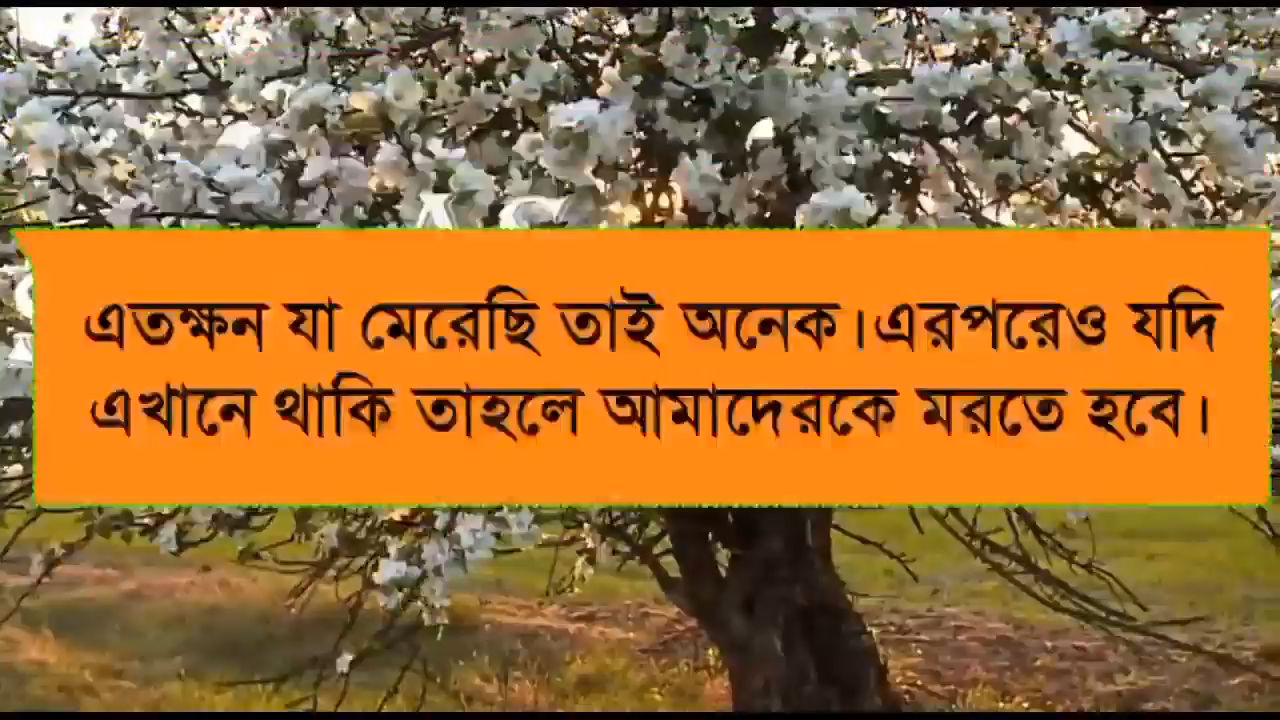 এতক্ষন যা মেরেছি তাই অনেক।এরপরেও যদি
এখানে থাকি তাহলে আমাদেরকে মরতে হবে।